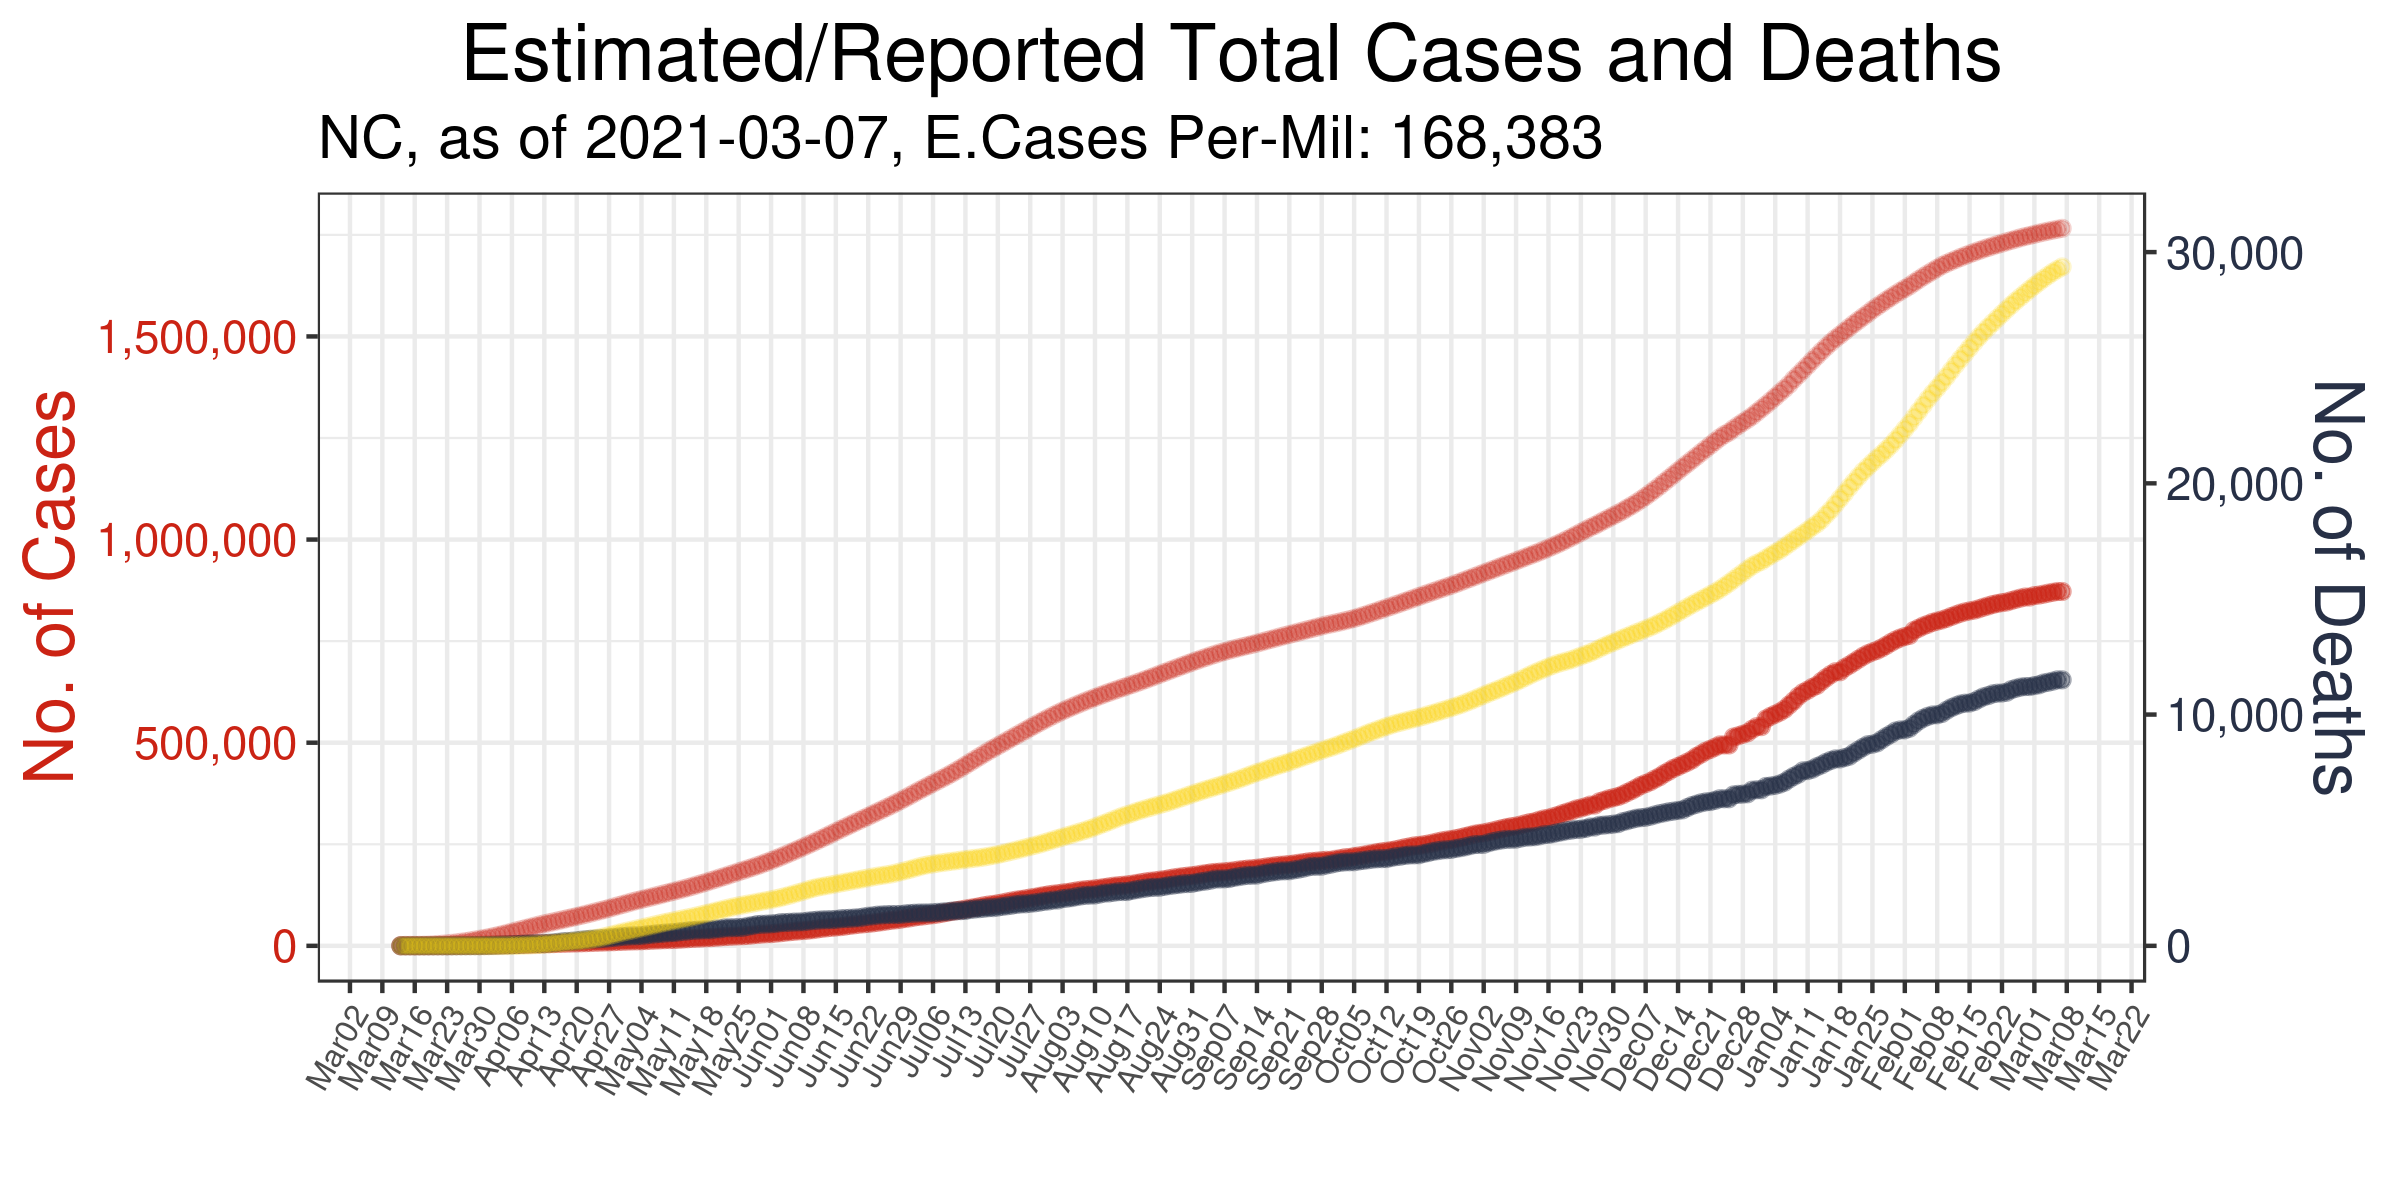 Estimated/Reported Total Cases and Deaths
NC, as of 2021-03-07, E.Cases Per-Mil: 168,383
No. of Cases
1,500,000
1,000,000
500,000
0
30,000
20,000
10,000
0
No. of Deaths
Mar02 Mar09 Mar16 Mar23 Mar30 Apr06 Apr13 Apr20 Apr27 May04 May11 May18 May25 Jun01 Jun08 Jun15 Jun22 Jun29 Jul06 Jul13 Jul20 Jul27 Aug03 Aug10 Aug17 Aug24 Aug31 Sep07 Sep14 Sep21 Sep28 Oct05 Oct12 Oct19 Oct26 Nov02 Nov09 Nov16 Nov23 Nov30 Dec07 Dec14 Dec21 Dec28 Jan04 Jan11 Jan18 Jan25 Feb01 Feb08 Feb15 Feb22 Mar01 Mar08 Mar15 Mar22